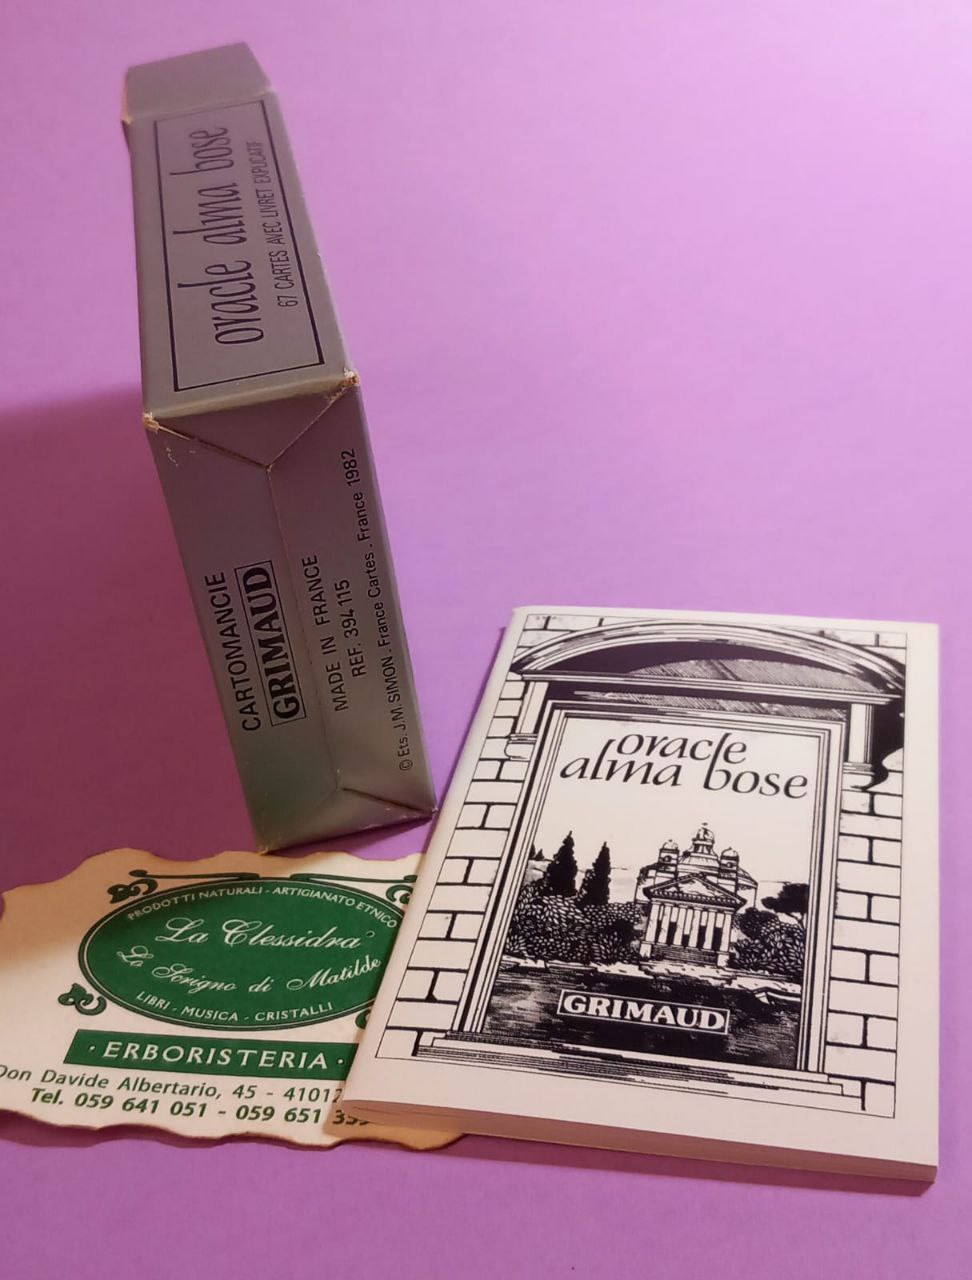 oracle alma bose
67 CARTES AVEC LIVRET EXPLICATIF
CARTOMANCIE
GRIMAUD
MADE IN FRANCE
REF. 394 115
© Ets. J.M. SIMON . France Cartes . France 1982
oracle
alma bose
GRIMAUD
PRODOTTI NATURALI - ARTIGIANATO ETNICO
La Clessidra
Lo Scrigno di Matilde
LIBRI - MUSICA - CRISTALLI
· ERBORISTERIA ·
Don Davide Albertario, 45 - 41012
Tel. 059 641 051 - 059 651